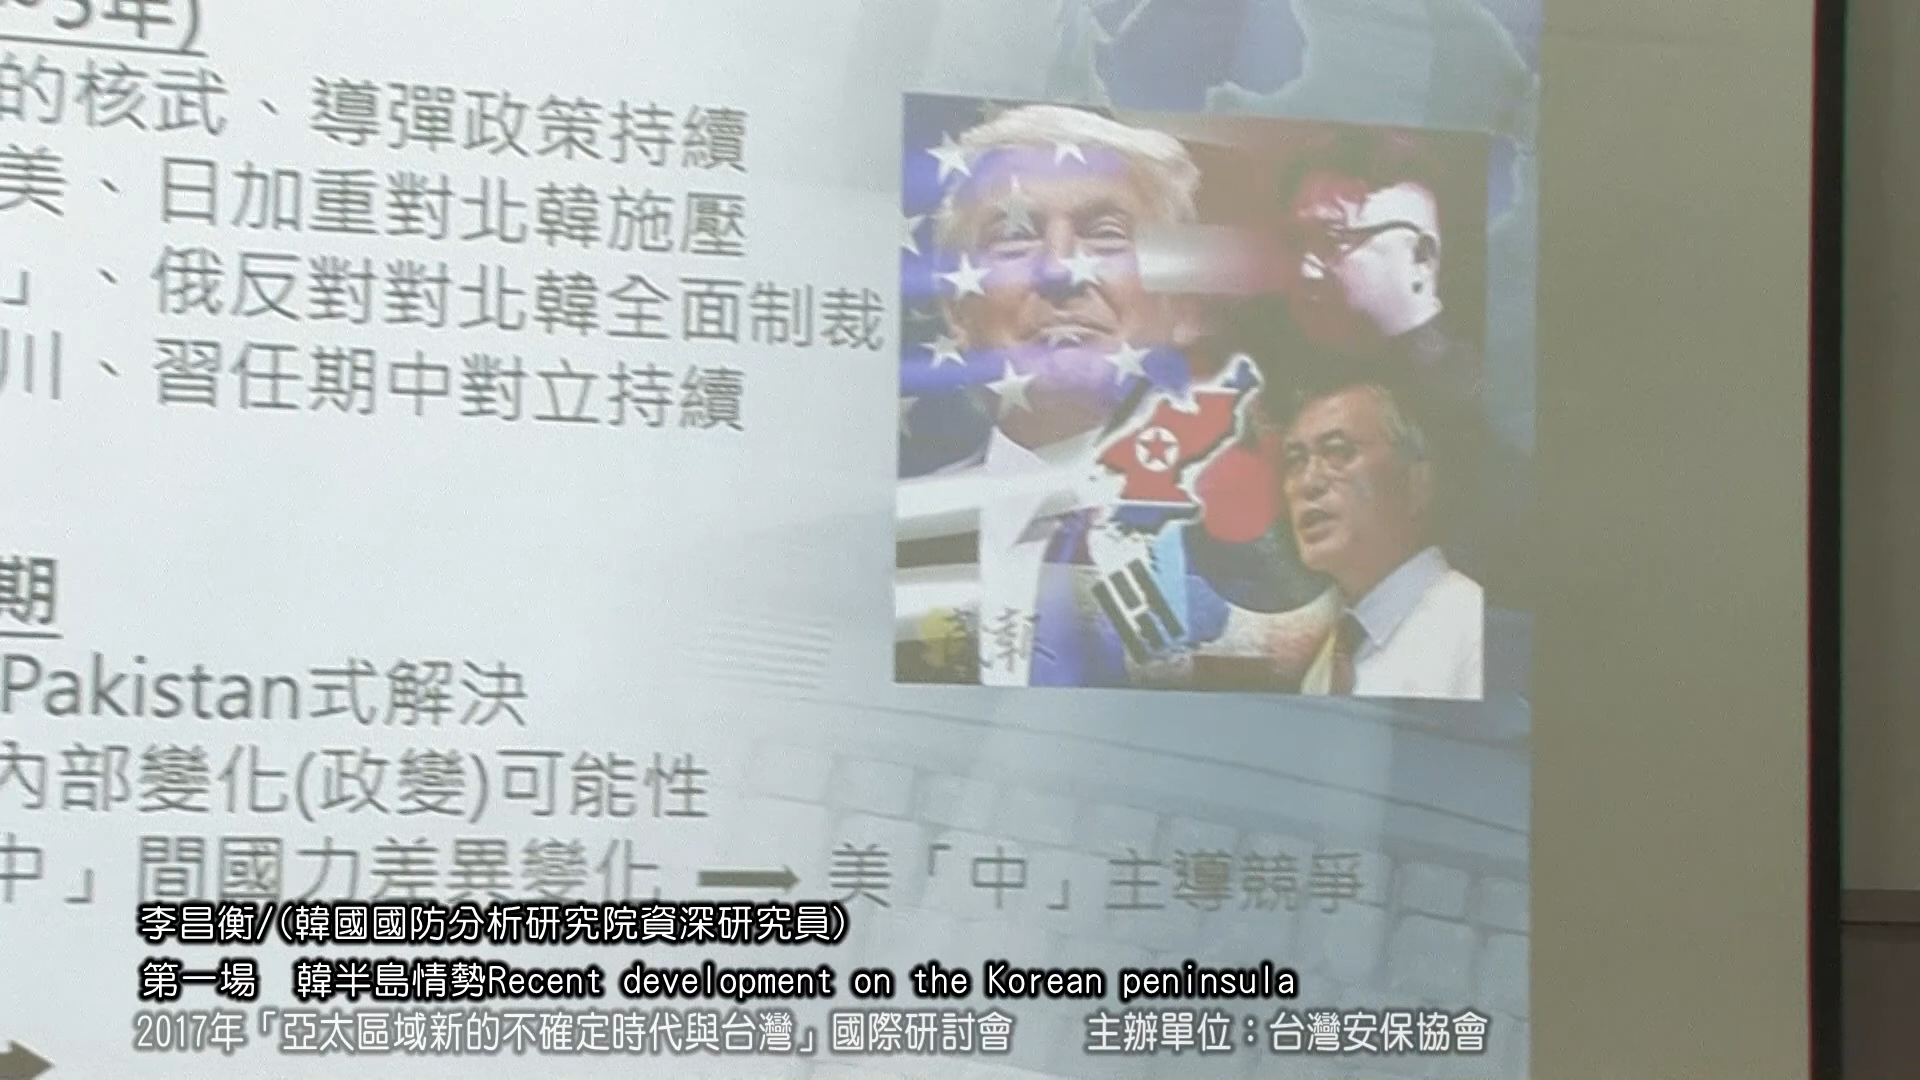 ~5年)
的核武、導彈政策持續
美、日加重對北韓施壓
」、俄反對對北韓全面制裁
川、習任期中對立持續
期
Pakistan式解決
內部變化(政變)可能性
中」間國力差異變化 → 美「中」主導競爭
李昌衡/(韓國國防分析研究院資深研究員)
第一場　韓半島情勢Recent development on the Korean peninsula
2017年「亞太區域新的不確定時代與台灣」國際研討會　　主辦單位：台灣安保協會